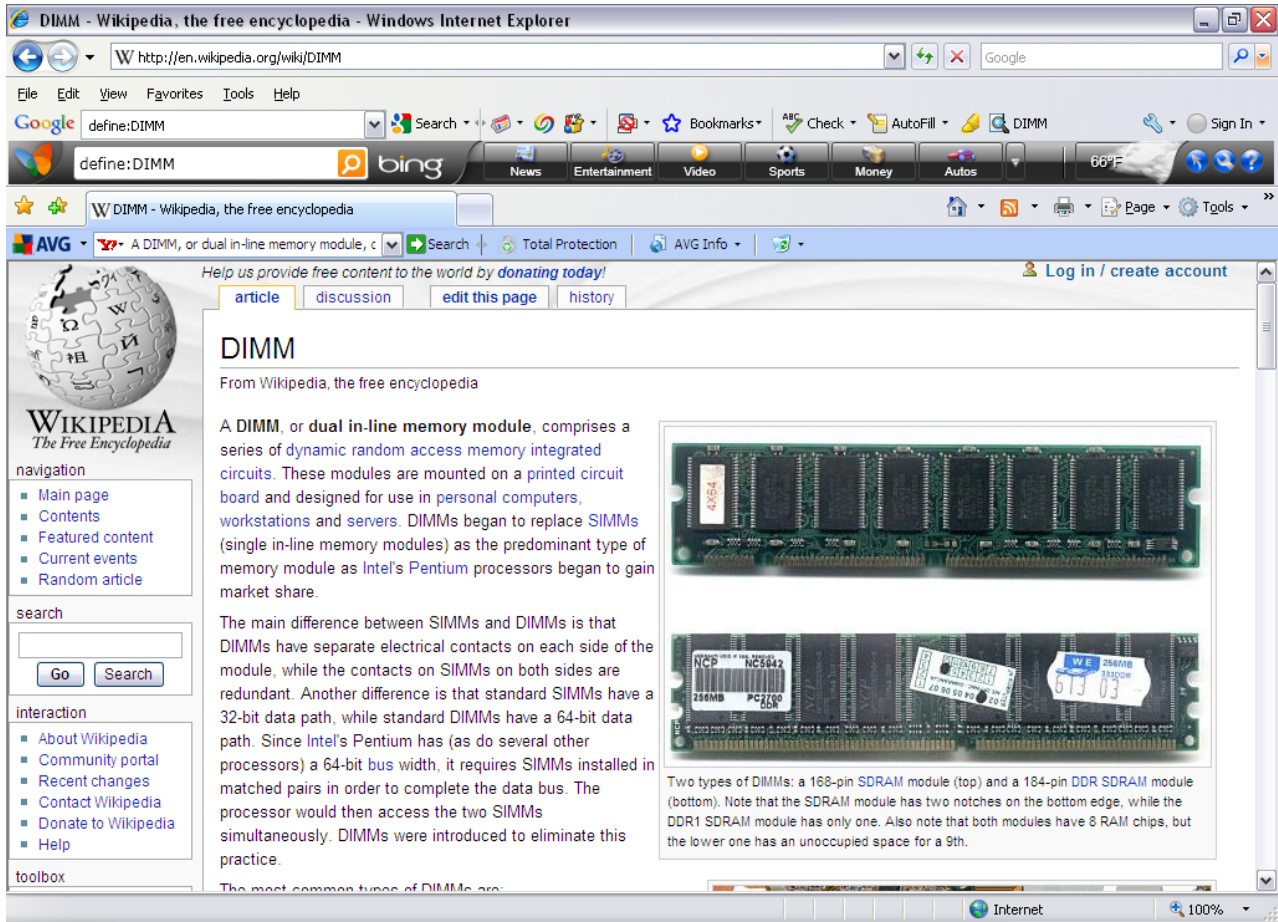 DIMM - Wikipedia, the free encyclopedia - Windows Internet Explorer
W http://en.wikipedia.org/wiki/DIMM
Google
File Edit View Favorites Tools Help
Google define:DIMM Search Bookmarks ABC Check AutoFill DIMM Sign In
define:DIMM bing News Entertainment Video Sports Money Autos 66°F
W DIMM - Wikipedia, the free encyclopedia Page Tools »
AVG Y7 A DIMM, or dual in-line memory module, c Search Total Protection AVG Info
Help us provide free content to the world by donating today!
Log in / create account
article discussion edit this page history
WIKIPEDIA
The Free Encyclopedia
navigation
Main page
Contents
Featured content
Current events
Random article
search
Go Search
interaction
About Wikipedia
Community portal
Recent changes
Contact Wikipedia
Donate to Wikipedia
Help
toolbox
DIMM
From Wikipedia, the free encyclopedia
A DIMM, or dual in-line memory module, comprises a
series of dynamic random access memory integrated
circuits. These modules are mounted on a printed circuit
board and designed for use in personal computers,
workstations and servers. DIMMs began to replace SIMMs
(single in-line memory modules) as the predominant type of
memory module as Intel's Pentium processors began to gain
market share.
The main difference between SIMMs and DIMMs is that
DIMMs have separate electrical contacts on each side of the
module, while the contacts on SIMMs on both sides are
redundant. Another difference is that standard SIMMs have a
32-bit data path, while standard DIMMs have a 64-bit data
path. Since Intel's Pentium has (as do several other
processors) a 64-bit bus width, it requires SIMMs installed in
matched pairs in order to complete the data bus. The
processor would then access the two SIMMs
simultaneously. DIMMs were introduced to eliminate this
practice.
The most common types of DIMMs are:
4X64
NCP NC5942
256MB PC2700
DDR
WE 256MB
333DDR
613 03
Two types of DIMMs: a 168-pin SDRAM module (top) and a 184-pin DDR SDRAM module
(bottom). Note that the SDRAM module has two notches on the bottom edge, while the
DDR1 SDRAM module has only one. Also note that both modules have 8 RAM chips, but
the lower one has an unoccupied space for a 9th.
Internet 100%